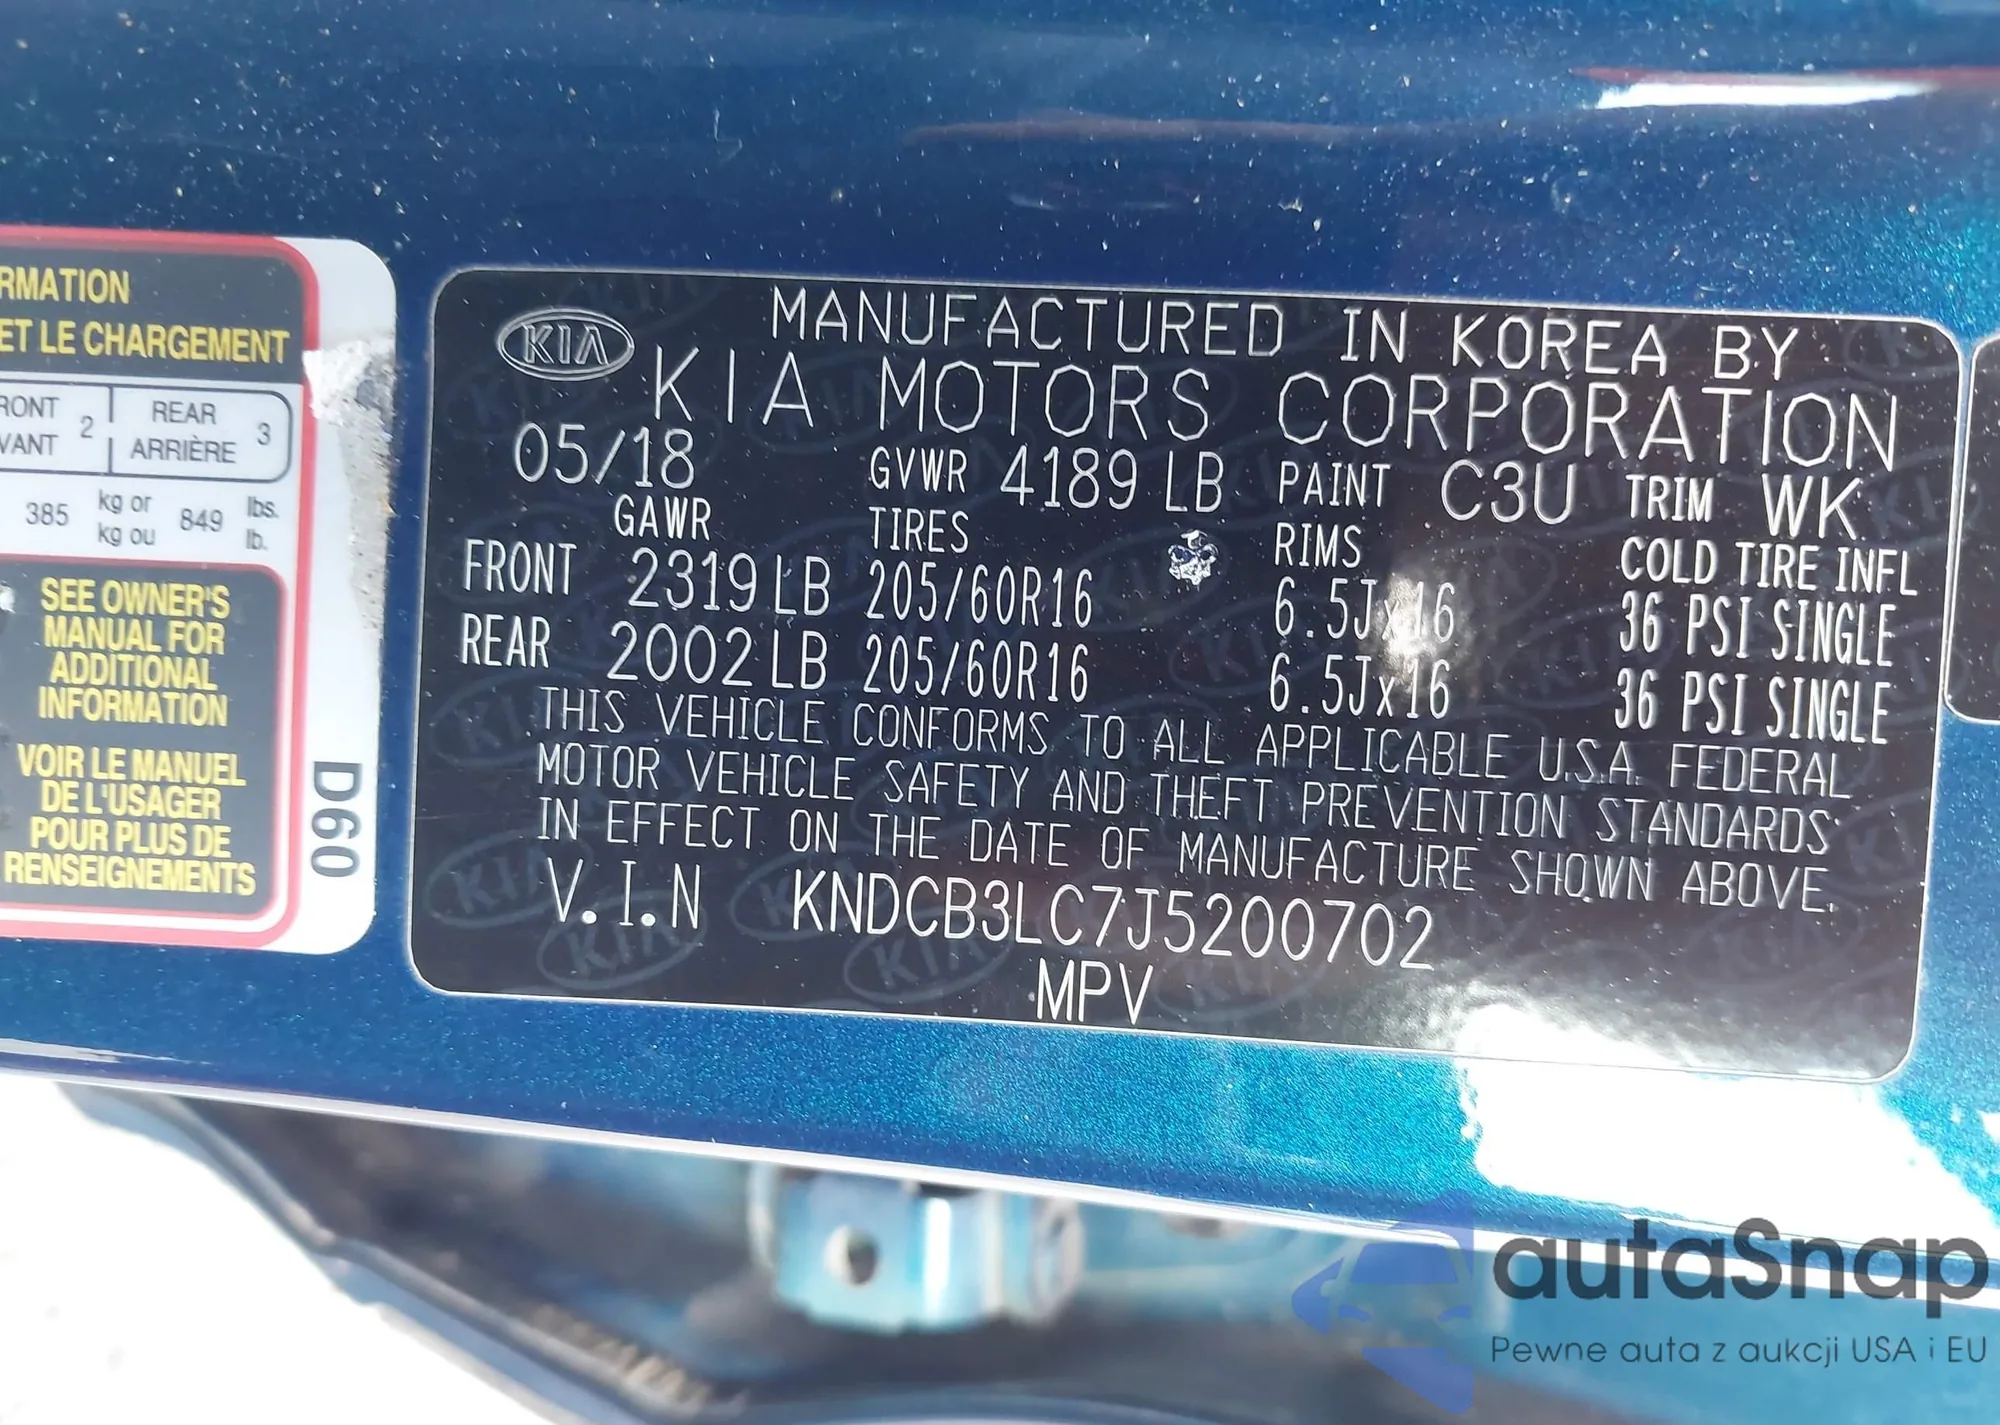 RMATION
ET LE CHARGEMENT
RONT 2 REAR 3
VANT ARRIÈRE
385 kg or 849 lbs.
kg ou lb.
SEE OWNER'S
MANUAL FOR
ADDITIONAL
INFORMATION
VOIR LE MANUEL
DE L'USAGER
POUR PLUS DE
RENSEIGNEMENTS
D60
KIA
MANUFACTURED IN KOREA BY
KIA MOTORS CORPORATION
05/18 GVWR 4189 LB PAINT C3U TRIM WK
GAWR TIRES RIMS COLD TIRE INFL
FRONT 2319 LB 205/60R16 6.5Jx16 36 PSI SINGLE
REAR 2002 LB 205/60R16 6.5Jx16 36 PSI SINGLE
THIS VEHICLE CONFORMS TO ALL APPLICABLE U.S.A. FEDERAL
MOTOR VEHICLE SAFETY AND THEFT PREVENTION STANDARDS
IN EFFECT ON THE DATE OF MANUFACTURE SHOWN ABOVE.
V.I.N KNDCB3LC7J5200702
MPV
autaSnap
Pewne auta z aukcji USA i EU